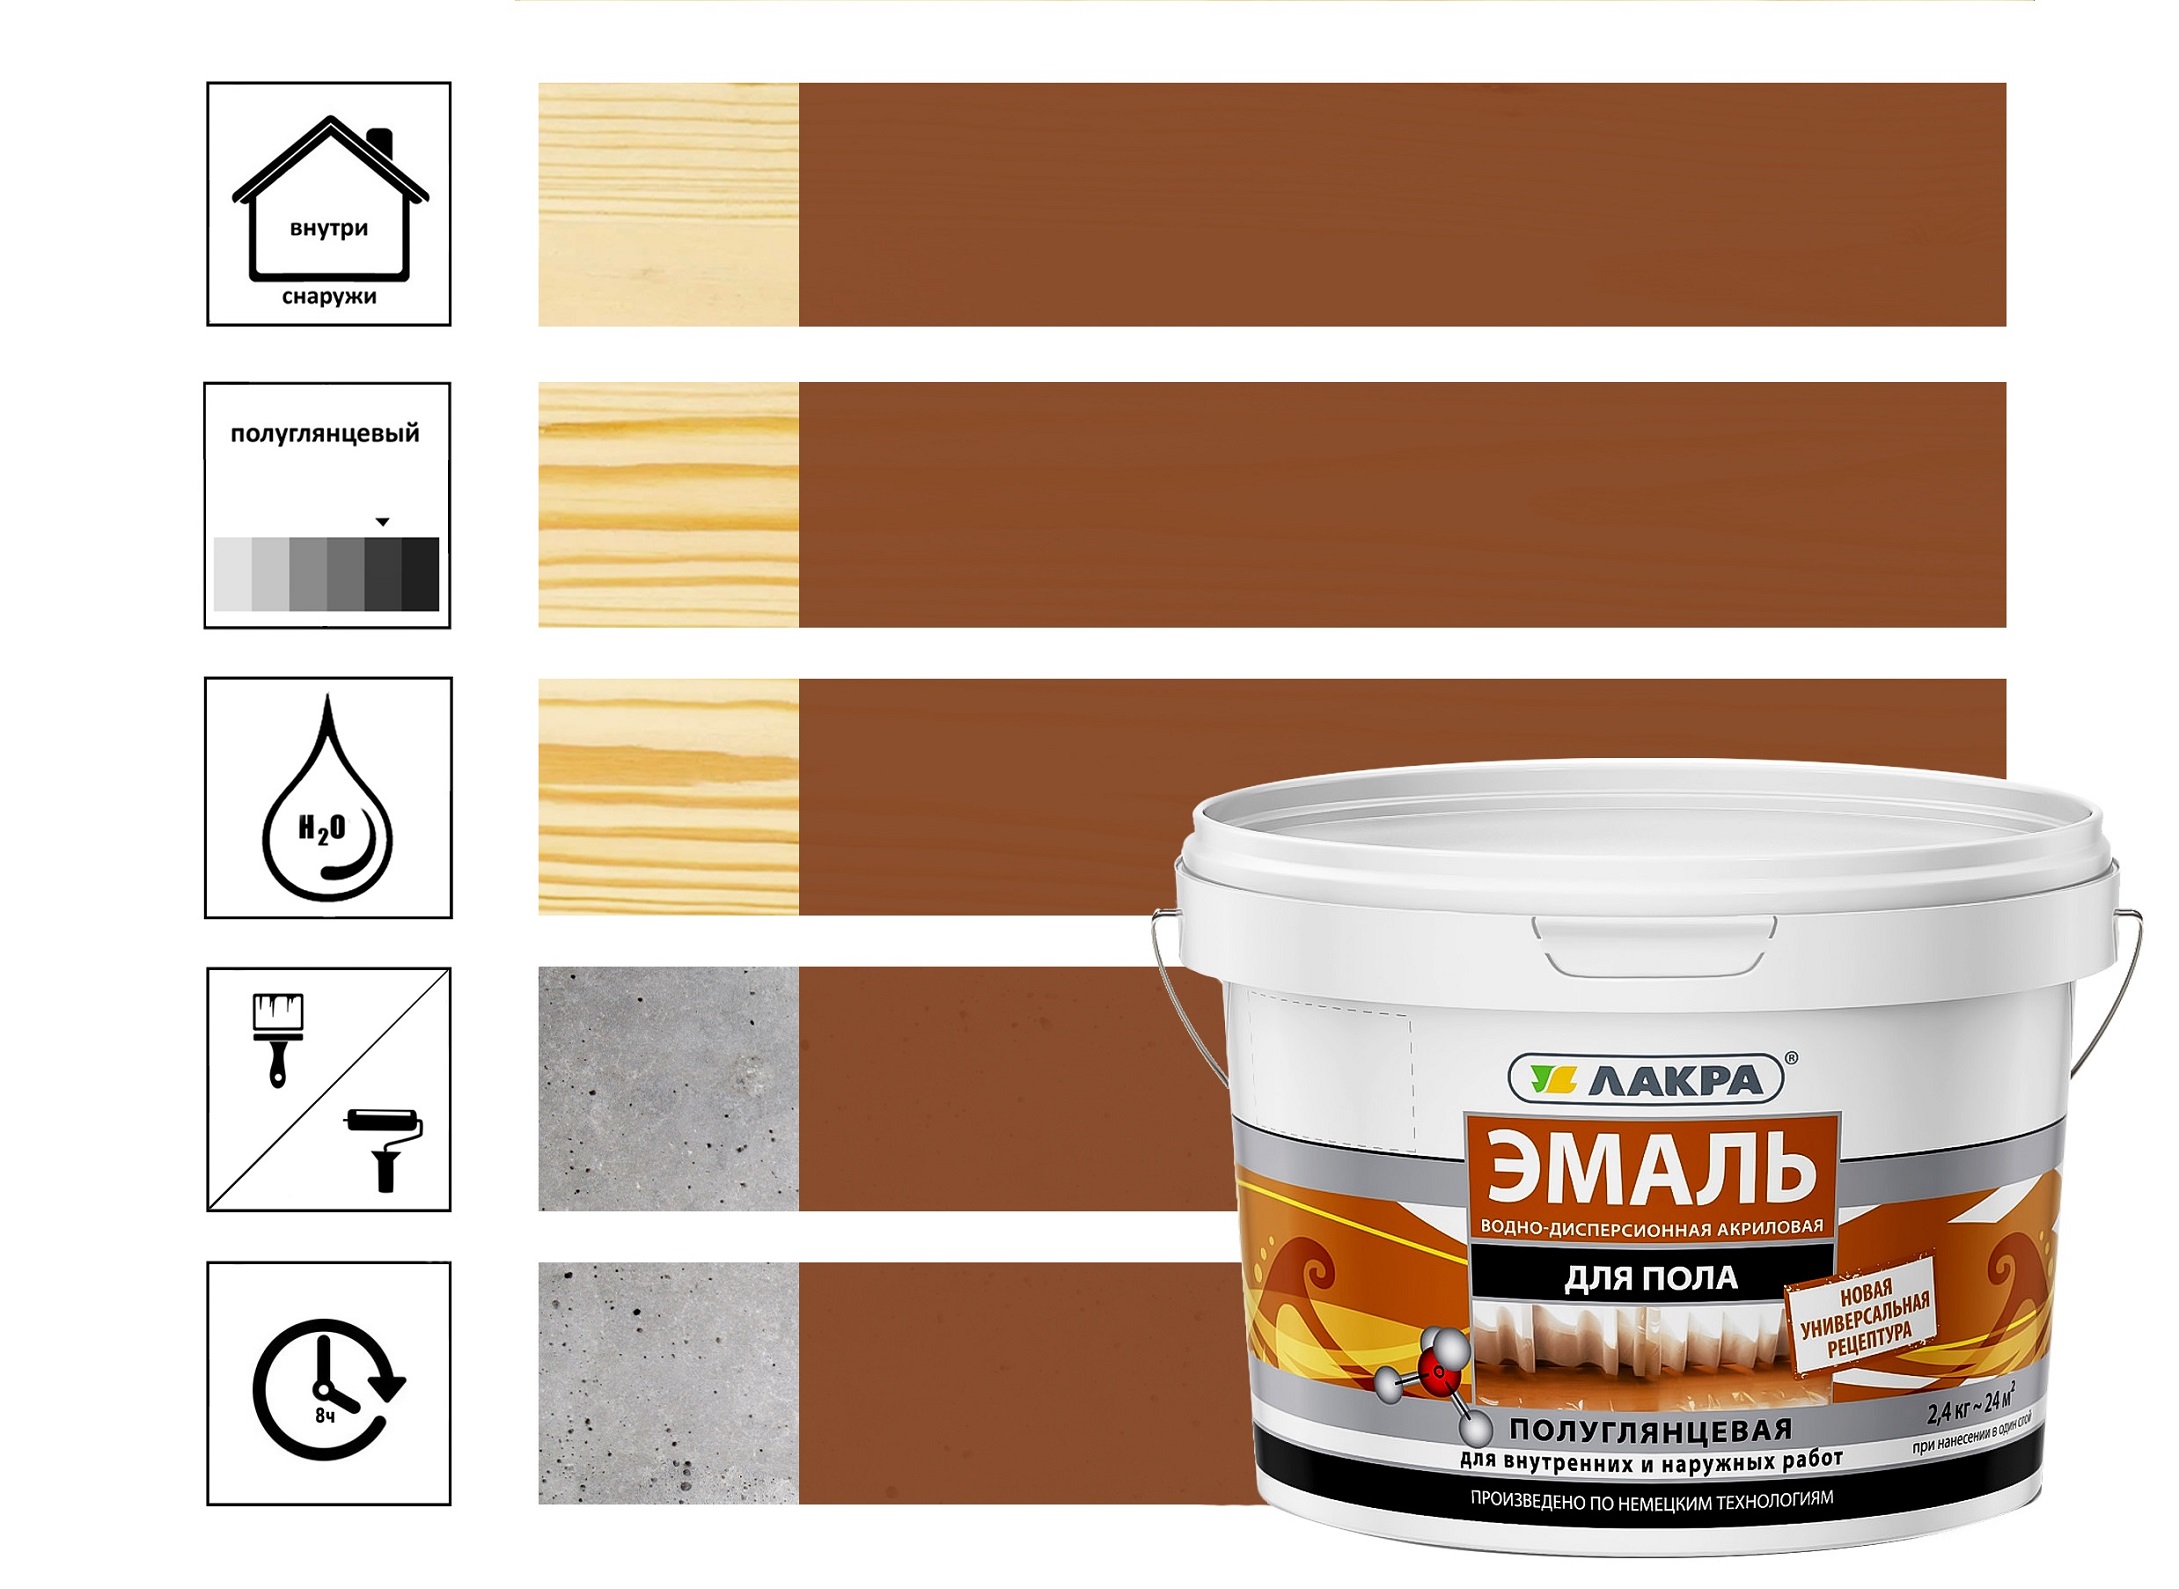 внутри
снаружи
полуглянцевый
H₂O
8ч
ЛАКРА®
ЭМАЛЬ
ВОДНО-ДИСПЕРСИОННАЯ АКРИЛОВАЯ
ДЛЯ ПОЛА
НОВАЯ
УНИВЕРСАЛЬНАЯ
РЕЦЕПТУРА
2,4 кг ~ 24 м²
при нанесении в один слой
ПОЛУГЛЯНЦЕВАЯ
для внутренних и наружных работ
ПРОИЗВЕДЕНО ПО НЕМЕЦКИМ ТЕХНОЛОГИЯМ